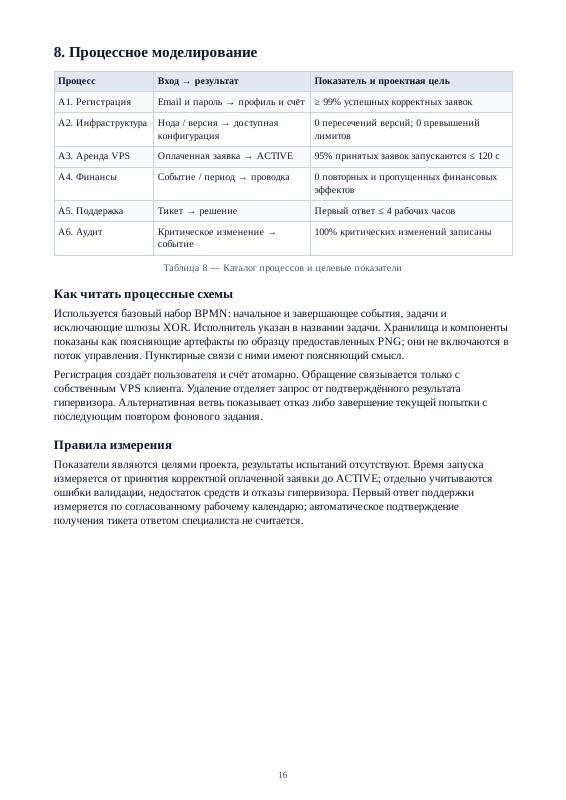 8. Процессное моделирование
Процесс Вход → результат Показатель и проектная цель
A1. Регистрация Email и пароль → профиль и счёт ≥ 99% успешных корректных заявок
A2. Инфраструктура Нода / версия → доступная конфигурация 0 пересечений версий; 0 превышений лимитов
A3. Аренда VPS Оплаченная заявка → ACTIVE 95% принятых заявок запускаются ≤ 120 с
A4. Финансы Событие / период → проводка 0 повторных и пропущенных финансовых эффектов
A5. Поддержка Тикет → решение Первый ответ ≤ 4 рабочих часов
A6. Аудит Критическое изменение → событие 100% критических изменений записаны
Таблица 8 — Каталог процессов и целевые показатели
Как читать процессные схемы
Используется базовый набор BPMN: начальное и завершающее события, задачи и
исключающие шлюзы XOR. Исполнитель указан в названии задачи. Хранилища и компоненты
показаны как поясняющие артефакты по образцу предоставленных PNG; они не включаются в
поток управления. Пунктирные связи с ними имеют поясняющий смысл.
Регистрация создаёт пользователя и счёт атомарно. Обращение связывается только с
собственным VPS клиента. Удаление отделяет запрос от подтверждённого результата
гипервизора. Альтернативная ветвь показывает отказ либо завершение текущей попытки с
последующим повтором фонового задания.
Правила измерения
Показатели являются целями проекта, результаты испытаний отсутствуют. Время запуска
измеряется от принятия корректной оплаченной заявки до ACTIVE; отдельно учитываются
ошибки валидации, недостаток средств и отказы гипервизора. Первый ответ поддержки
измеряется по согласованному рабочему календарю; автоматическое подтверждение
получения тикета ответом специалиста не считается.
16